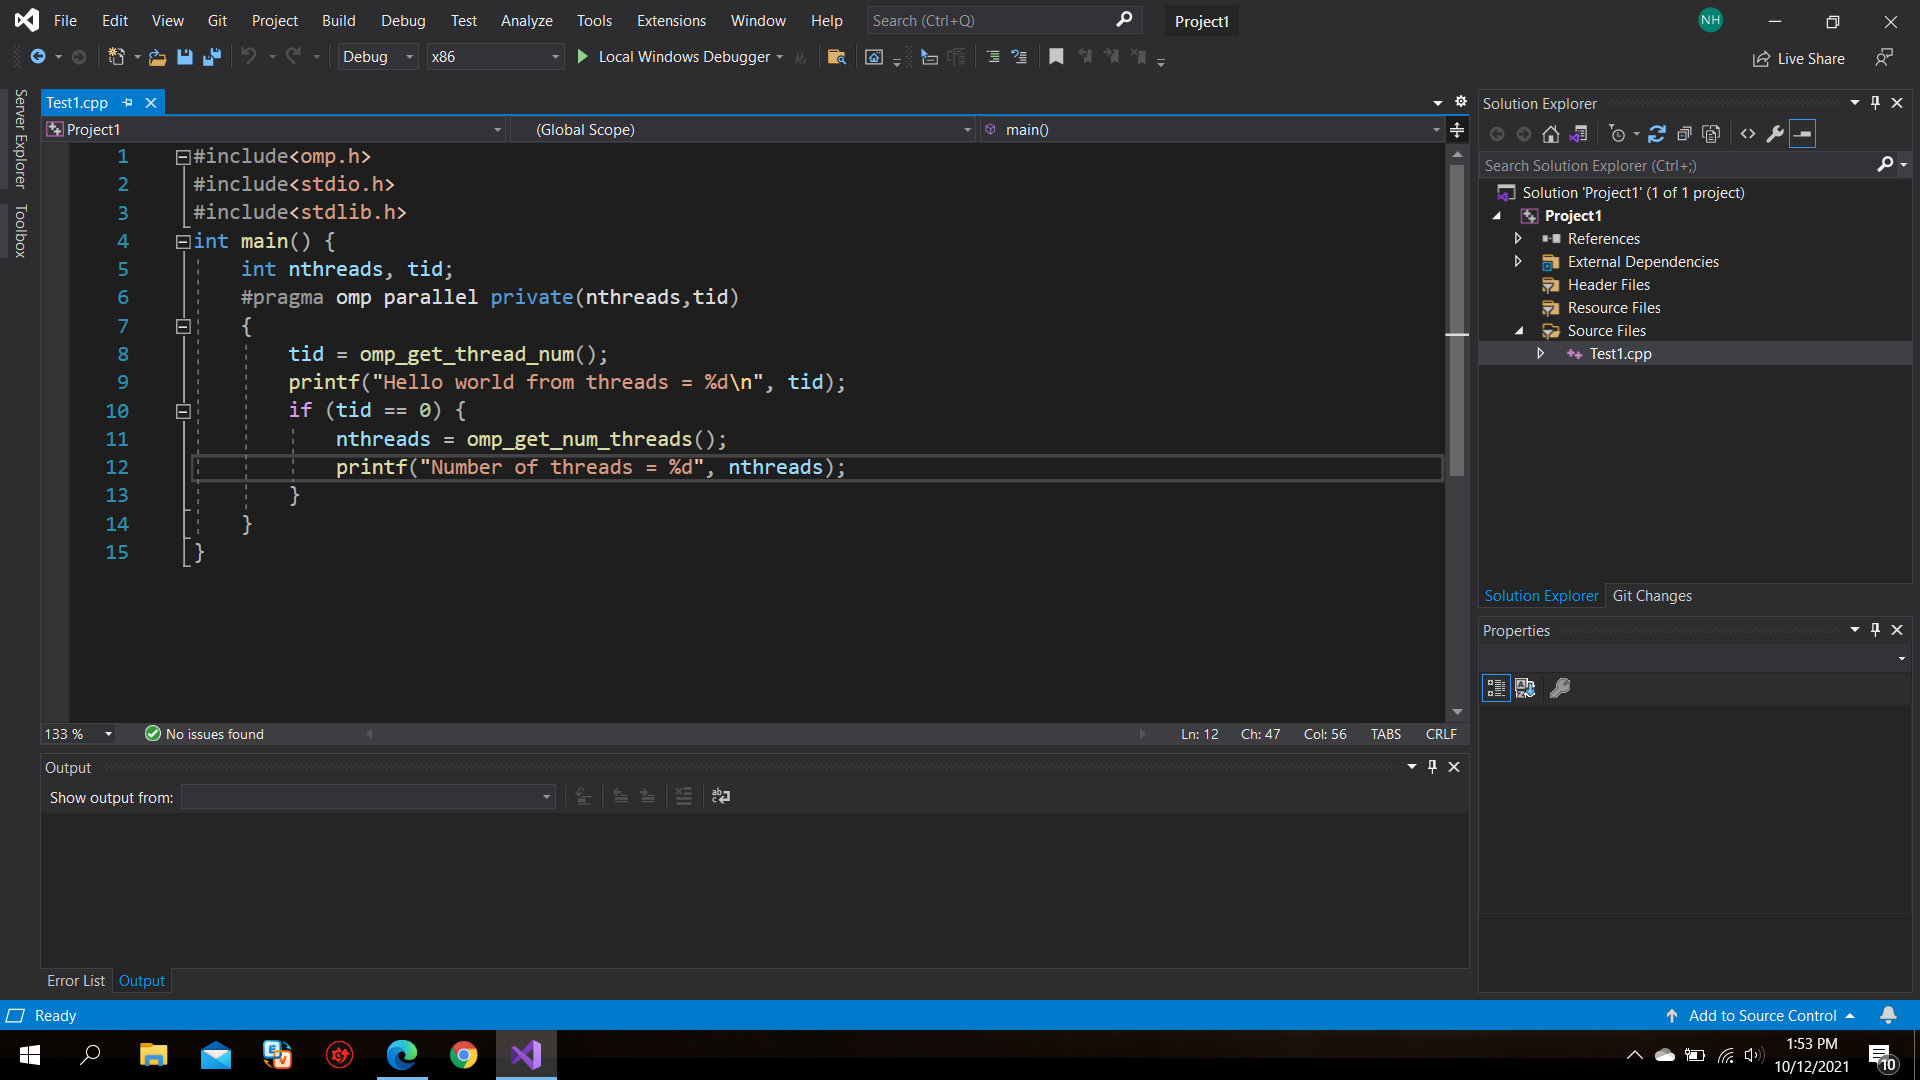 File Edit View Git Project Build Debug Test Analyze Tools Extensions Window Help Search (Ctrl+Q) Project1 NH
Debug x86 Local Windows Debugger Live Share
Server Explorer
Toolbox
Test1.cpp
Project1 (Global Scope) main()
1 #include<omp.h>
2 #include<stdio.h>
3 #include<stdlib.h>
4 int main() {
5 int nthreads, tid;
6 #pragma omp parallel private(nthreads,tid)
7 {
8 tid = omp_get_thread_num();
9 printf("Hello world from threads = %d\n", tid);
10 if (tid == 0) {
11 nthreads = omp_get_num_threads();
12 printf("Number of threads = %d", nthreads);
13 }
14 }
15 }
133 % No issues found Ln: 12 Ch: 47 Col: 56 TABS CRLF
Output
Show output from:
Error List Output
Solution Explorer
Search Solution Explorer (Ctrl+;)
Solution 'Project1' (1 of 1 project)
Project1
References
External Dependencies
Header Files
Resource Files
Source Files
Test1.cpp
Solution Explorer Git Changes
Properties
Ready Add to Source Control
1:53 PM
10/12/2021
10